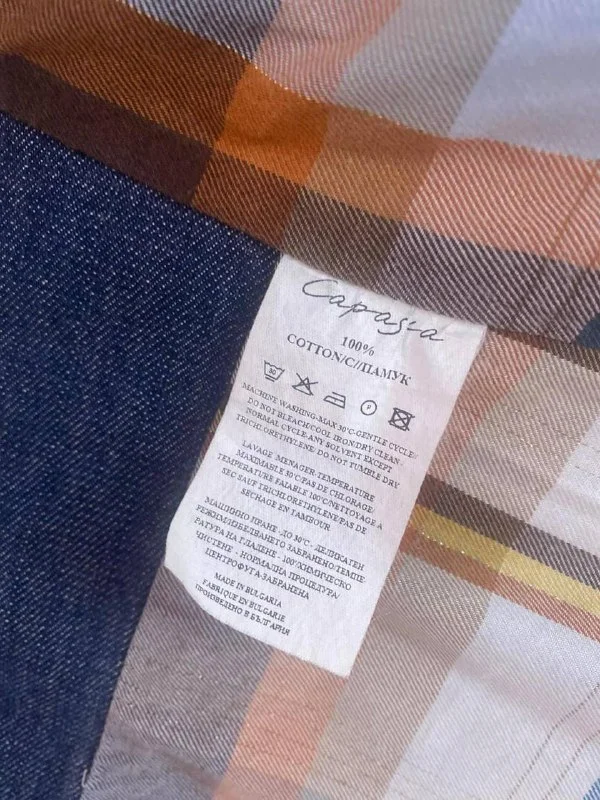 Capasca
100%
COTTON/C//ПАМУК
30 P
MACHINE WASHING-MAX 30°C-GENTLE CYCLE/
DO NOT BLEACH/COOL IRON/DRY CLEAN -
NORMAL CYCLE-ANY SOLVENT EXCEPT
TRICHLORETHYLENE/DO NOT TUMBLE DRY
LAVAGE MENAGER-TEMPERATURE
MAXIMABLE 30°C/PAS DE CHLORAGE/
TEMPERATURE FAIABLE 100°C/NETTOYAGE A
SEC SAUF TRICHLORETHYLENE/PAS DE
SECHAGE EN TAMBOUR
МАШИННО ПРАНЕ -ДО 30°C - ДЕЛИКАТЕН
РЕЖИМ/ИЗБЕЛВАНЕТО ЗАБРАНЕНО/ТЕМПЕ-
РАТУРА НА ГЛАДЕНЕ - 100°/ХИМИЧЕСКО
ЧИСТЕНЕ - НОРМАЛНА ПРОЦЕДУРА/
ЦЕНТРОФУГА-ЗАБРАНЕНА
MADE IN BULGARIA
FABRIQUE EN BULGARIE
ПРОИЗВЕДЕНО В БЪЛГАРИЯ